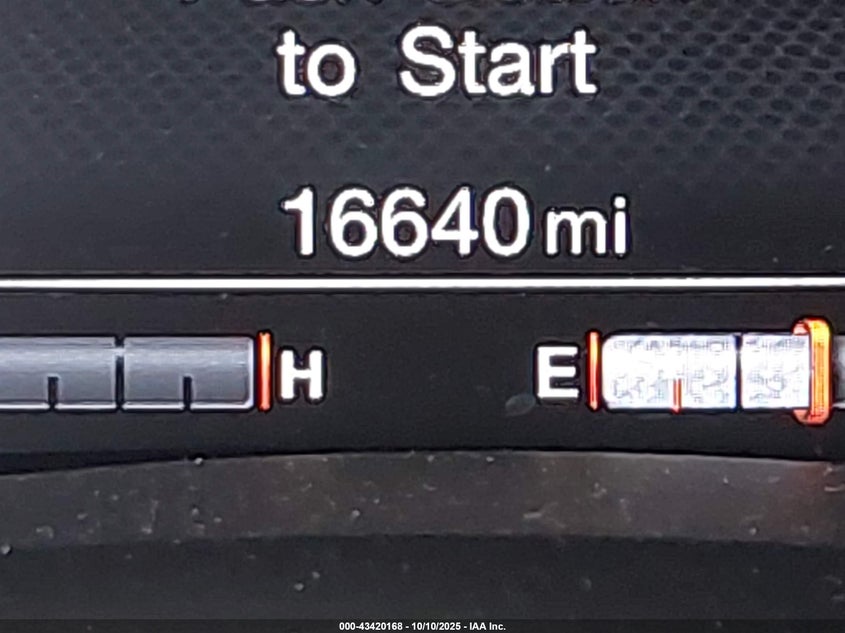 to Start
16640 mi
H E
000-43420168 - 10/10/2025 - IAA Inc.